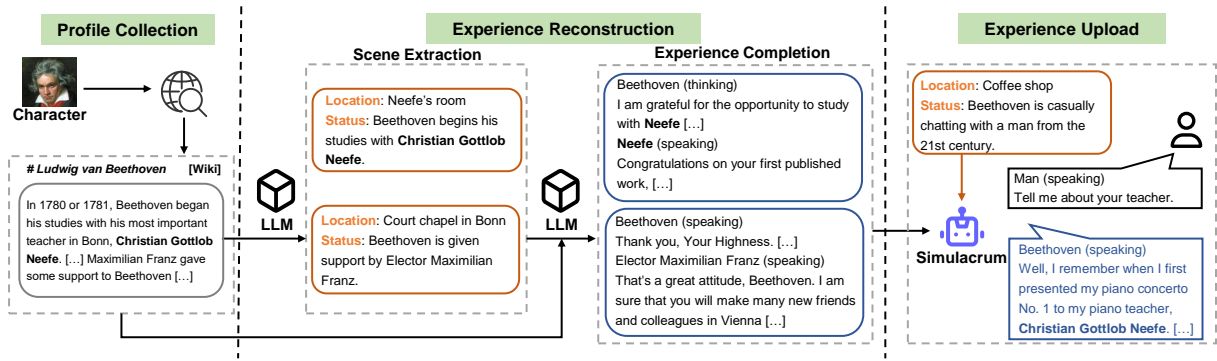 Profile Collection
Character
# Ludwig van Beethoven [Wiki]
In 1780 or 1781, Beethoven began
his studies with his most important
teacher in Bonn, Christian Gottlob
Neefe. […] Maximilian Franz gave
some support to Beethoven […]
Experience Reconstruction
Scene Extraction
Location: Neefe's room
Status: Beethoven begins his
studies with Christian Gottlob
Neefe.
LLM
Location: Court chapel in Bonn
Status: Beethoven is given
support by Elector Maximilian
Franz.
LLM
Experience Completion
Beethoven (thinking)
I am grateful for the opportunity to study
with Neefe […]
Neefe (speaking)
Congratulations on your first published
work, […]
Beethoven (speaking)
Thank you, Your Highness. […]
Elector Maximilian Franz (speaking)
That's a great attitude, Beethoven. I am
sure that you will make many new friends
and colleagues in Vienna […]
Experience Upload
Location: Coffee shop
Status: Beethoven is casually
chatting with a man from the
21st century.
Man (speaking)
Tell me about your teacher.
Simulacrum
Beethoven (speaking)
Well, I remember when I first
presented my piano concerto
No. 1 to my piano teacher,
Christian Gottlob Neefe. […]